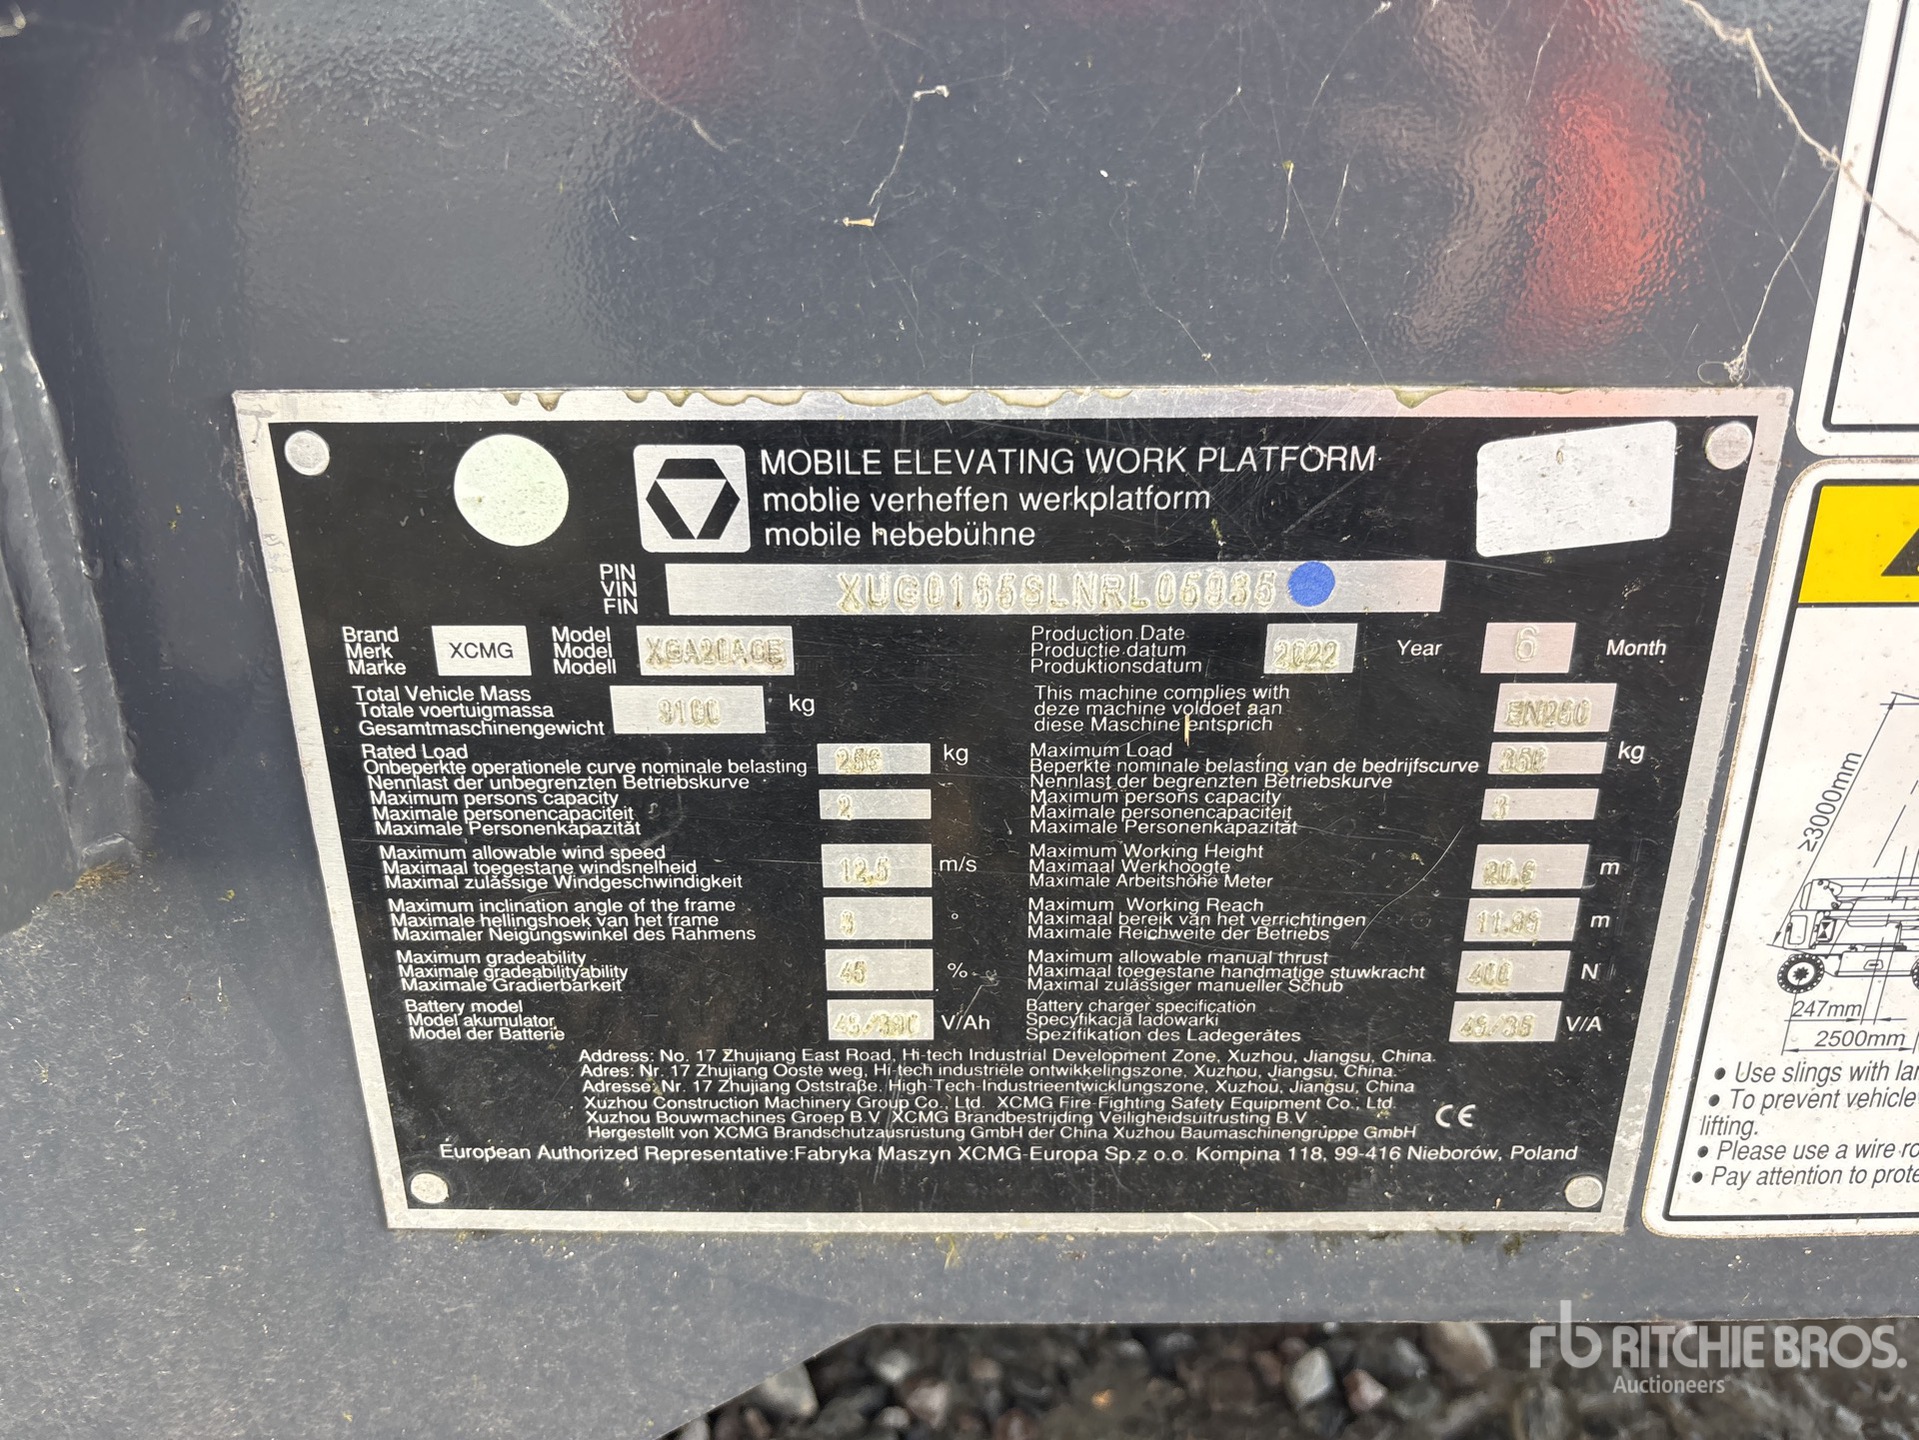 MOBILE ELEVATING WORK PLATFORM
moblie verheffen werkplatform
mobile hebebühne
PIN
VIN
FIN
Brand
Merk
Marke
XCMG
Model
Model
Modell
Production Date
Productie datum
Produktionsdatum
2022
Year
6
Month
Total Vehicle Mass
Totale voertuigmassa
Gesamtmaschinengewicht
kg
This machine complies with
deze machine voldoet aan
diese Maschine entsprich
Rated Load
Onbeperkte operationele curve nominale belasting
Nennlast der unbegrenzten Betriebskurve
kg
Maximum Load
Beperkte nominale belasting van de bedrijfscurve
Nennlast der begrenzten Betriebskurve
kg
Maximum persons capacity
Maximale personencapaciteit
Maximale Personenkapazität
2
Maximum persons capacity
Maximale personencapaciteit
Maximale Personenkapazität
3
Maximum allowable wind speed
Maximaal toegestane windsnelheid
Maximal zulässige Windgeschwindigkeit
12.5
m/s
Maximum Working Height
Maximaal Werkhoogte
Maximale Arbeitshöhe Meter
m
Maximum inclination angle of the frame
Maximale hellingshoek van het frame
Maximaler Neigungswinkel des Rahmens
°
Maximum Working Reach
Maximaal bereik van het verrichtingen
Maximale Reichweite der Betriebs
m
Maximum gradeability
Maximale gradeabilityability
Maximale Gradierbarkeit
45
%
Maximum allowable manual thrust
Maximaal toegestane handmatige stuwkracht
Maximal zulässiger manueller Schub
400
N
Battery model
Model akumulator
Model der Batterie
V/Ah
Battery charger specification
Specyfikacja ladowarki
Spezifikation des Ladegerätes
V/A
Address: No. 17 Zhujiang East Road, Hi-tech Industrial Development Zone, Xuzhou, Jiangsu, China.
Adres: Nr. 17 Zhujiang Ooste weg, Hi-tech industriële ontwikkelingszone, Xuzhou, Jiangsu, China.
Adresse: Nr. 17 Zhujiang Oststraße, High-Tech-Industrieentwicklungszone, Xuzhou, Jiangsu, China
Xuzhou Construction Machinery Group Co., Ltd. XCMG Fire-Fighting Safety Equipment Co., Ltd.
Xuzhou Bouwmachines Groep B.V. XCMG Brandbestrijding Veiligheidsuitrusting B.V.
Hergestellt von XCMG Brandschutzausrüstung GmbH der China Xuzhou Baumaschinengruppe GmbH
CE
European Authorized Representative:Fabryka Maszyn XCMG-Europa Sp.z o.o. Kompina 118, 99-416 Nieborów, Poland
≥3000mm
247mm
2500mm
• Use slings with
• To prevent vehicle
lifting.
• Please use a wire
• Pay attention to
rb RITCHIE BROS.
Auctioneers